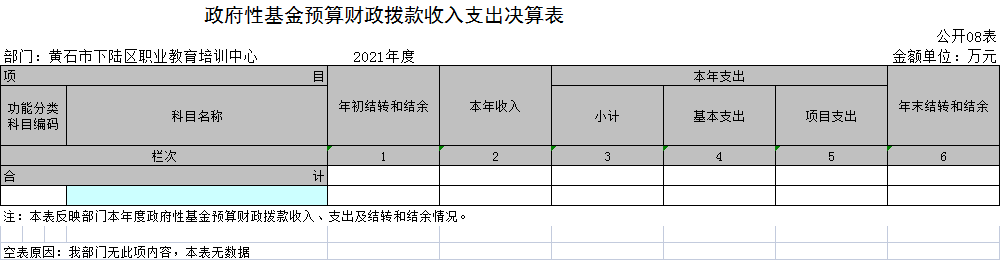 政府性基金预算财政拨款收入支出决算表
公开08表
部门：黄石市下陆区职业教育培训中心 2021年度 金额单位：万元
项 目 年初结转和结余 本年收入 本年支出 年末结转和结余
功能分类科目编码 科目名称 小计 基本支出 项目支出
栏次 1 2 3 4 5 6
合 计
注：本表反映部门本年度政府性基金预算财政拨款收入、支出及结转和结余情况。
空表原因：我部门无此项内容，本表无数据